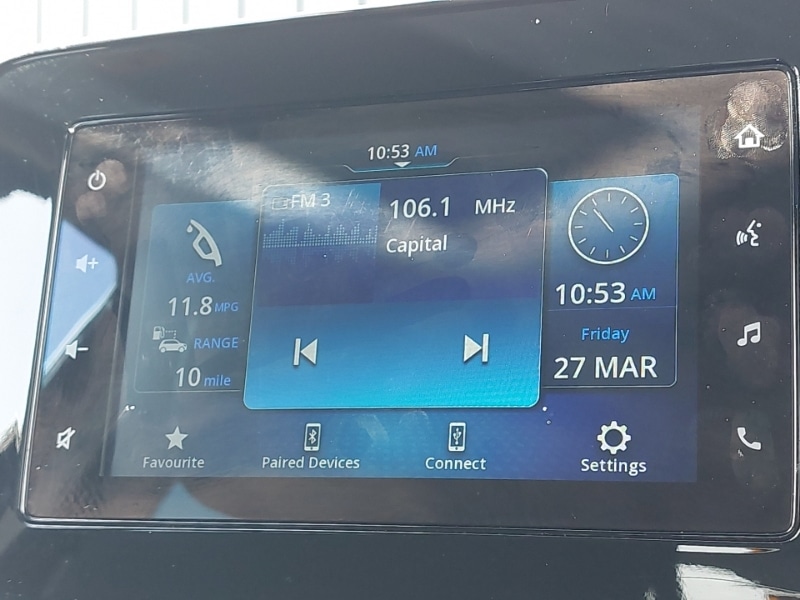 10:53 AM
FM 3
106.1 MHz
Capital
AVG.
11.8 MPG
RANGE
10 mile
10:53 AM
Friday
27 MAR
Favourite
Paired Devices
Connect
Settings